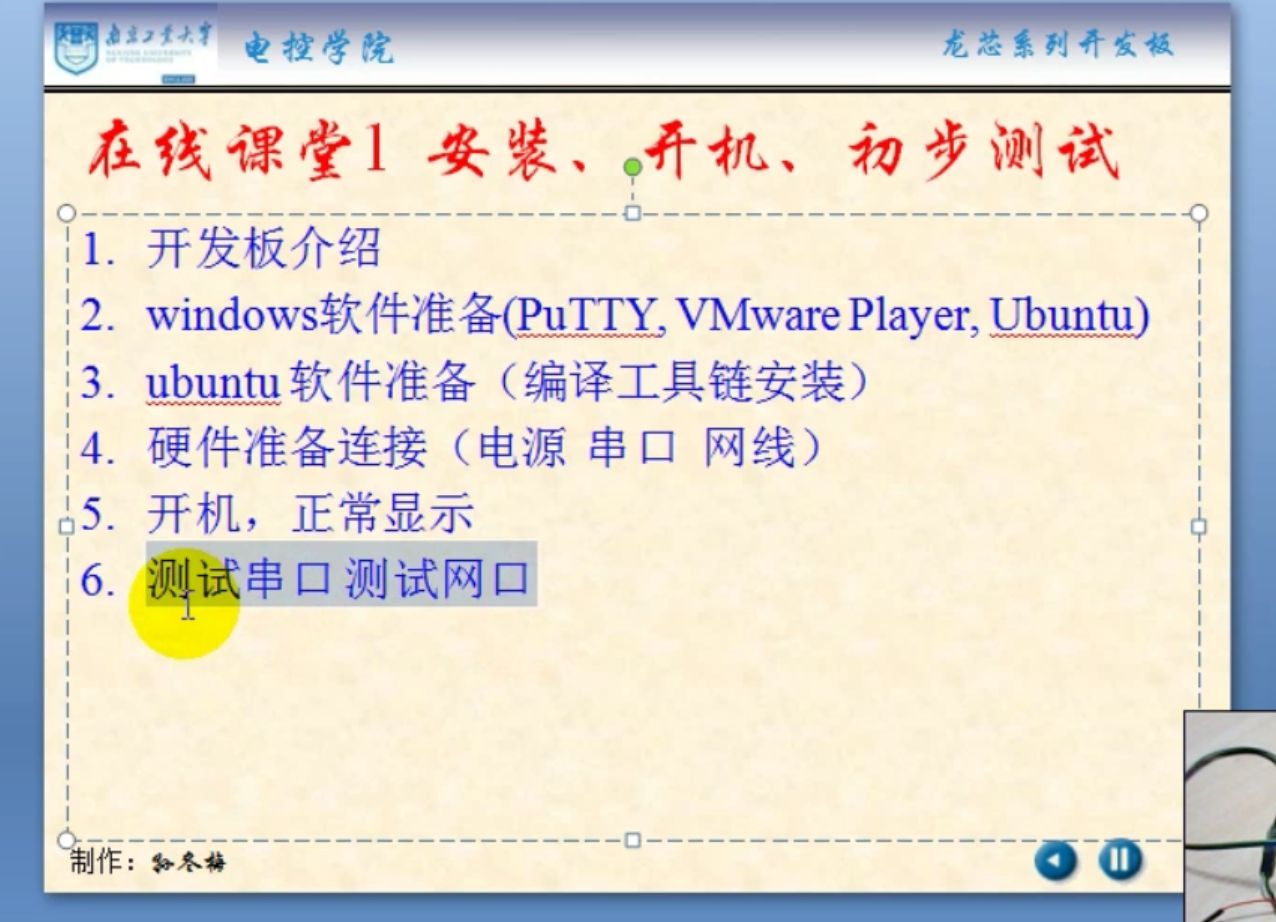 南京工业大学
电控学院
龙芯系列开发板
在线课堂1 安装、开机、初步测试
1. 开发板介绍
2. windows软件准备(PuTTY, VMware Player, Ubuntu)
3. ubuntu 软件准备（编译工具链安装）
4. 硬件准备连接（电源 串口 网线）
5. 开机，正常显示
6. 测试串口 测试网口
制作：孙冬梅